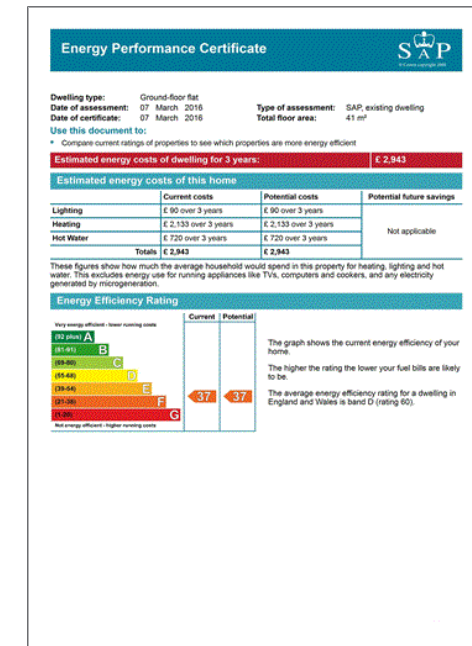 Energy Performance Certificate
SAP
Dwelling type: Ground-floor flat
Date of assessment: 07 March 2016 Type of assessment: SAP, existing dwelling
Date of certificate: 07 March 2016 Total floor area: 41 m²
Use this document to:
• Compare current ratings of properties to see which properties are more energy efficient
Estimated energy costs of dwelling for 3 years: £ 2,943
Estimated energy costs of this home
Current costs Potential costs Potential future savings
Lighting £ 90 over 3 years £ 90 over 3 years
Heating £ 2,133 over 3 years £ 2,133 over 3 years Not applicable
Hot Water £ 720 over 3 years £ 720 over 3 years
Totals £ 2,943 £ 2,943
These figures show how much the average household would spend in this property for heating, lighting and hot
water. This excludes energy use for running appliances like TVs, computers and cookers, and any electricity
generated by microgeneration.
Energy Efficiency Rating
Current Potential
Very energy efficient - lower running costs
(92 plus) A
(81-91) B
(69-80) C
(55-68) D
(39-54) E
(21-38) F 37 37
(1-20) G
Not energy efficient - higher running costs
The graph shows the current energy efficiency of your
home.
The higher the rating the lower your fuel bills are likely
to be.
The average energy efficiency rating for a dwelling in
England and Wales is band D (rating 60).